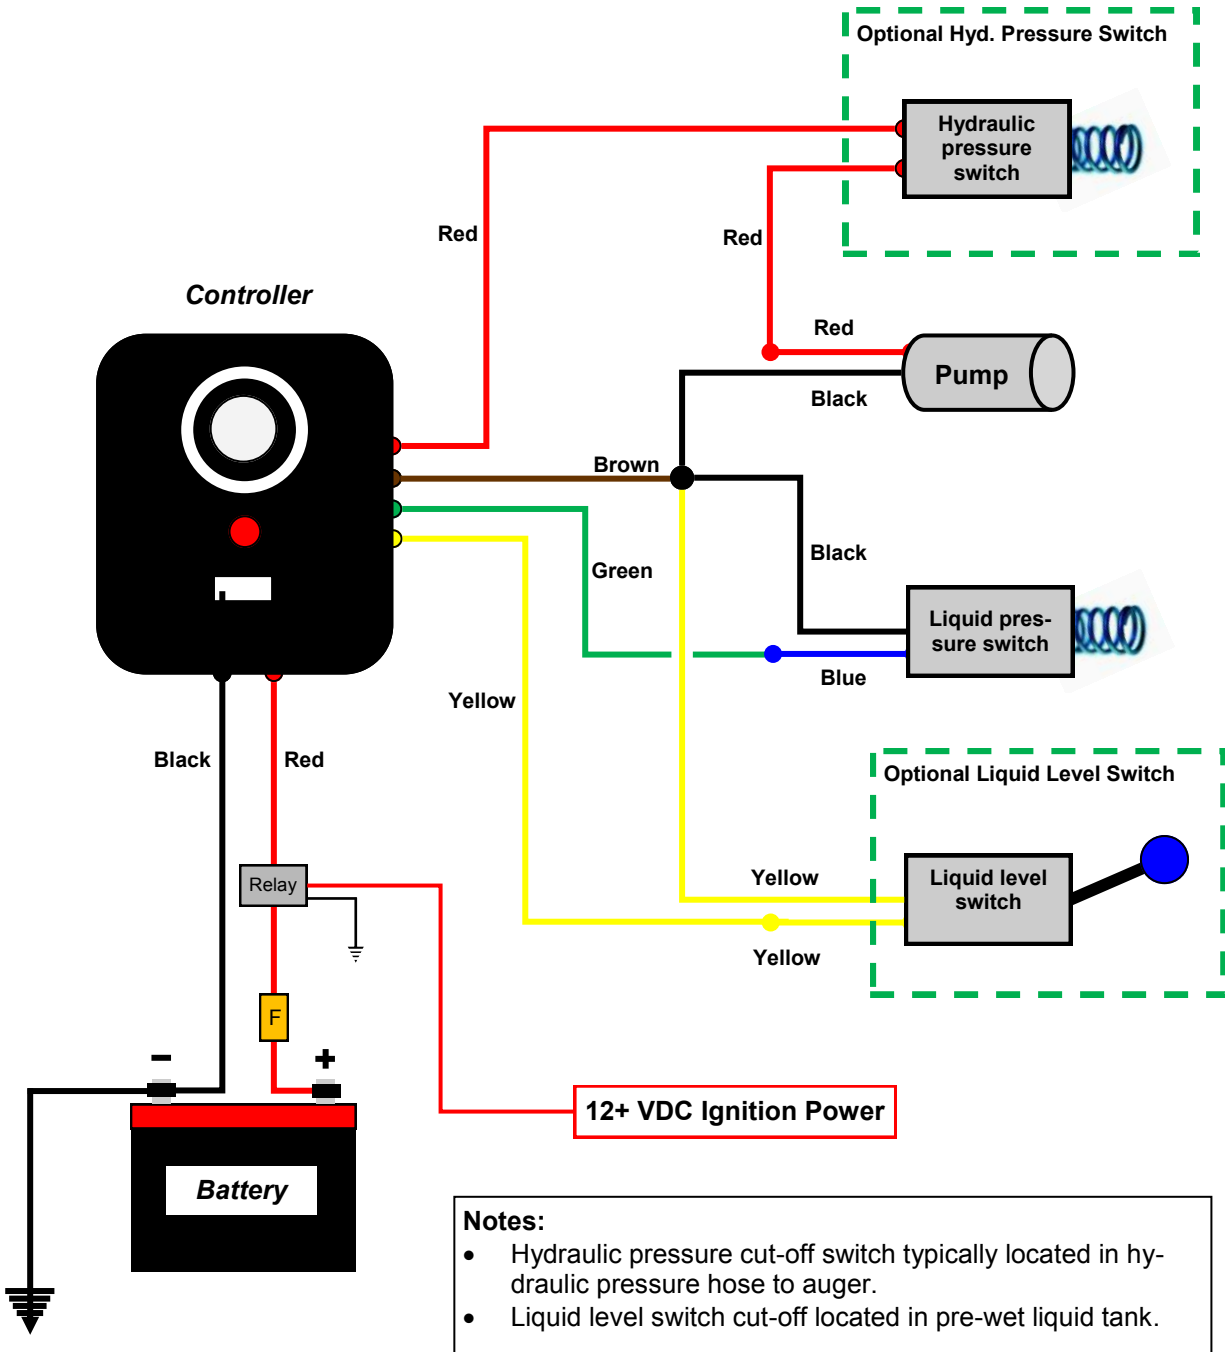 Optional Hyd. Pressure Switch
Hydraulic
pressure
switch
Red
Red
Controller
Red
Pump
Black
Brown
Black
Green
Liquid pres-
sure switch
Blue
Yellow
Black
Red
Optional Liquid Level Switch
Relay
Yellow
Liquid level
switch
Yellow
F
–
+
12+ VDC Ignition Power
Battery
Notes:
• Hydraulic pressure cut-off switch typically located in hy-
draulic pressure hose to auger.
• Liquid level switch cut-off located in pre-wet liquid tank.